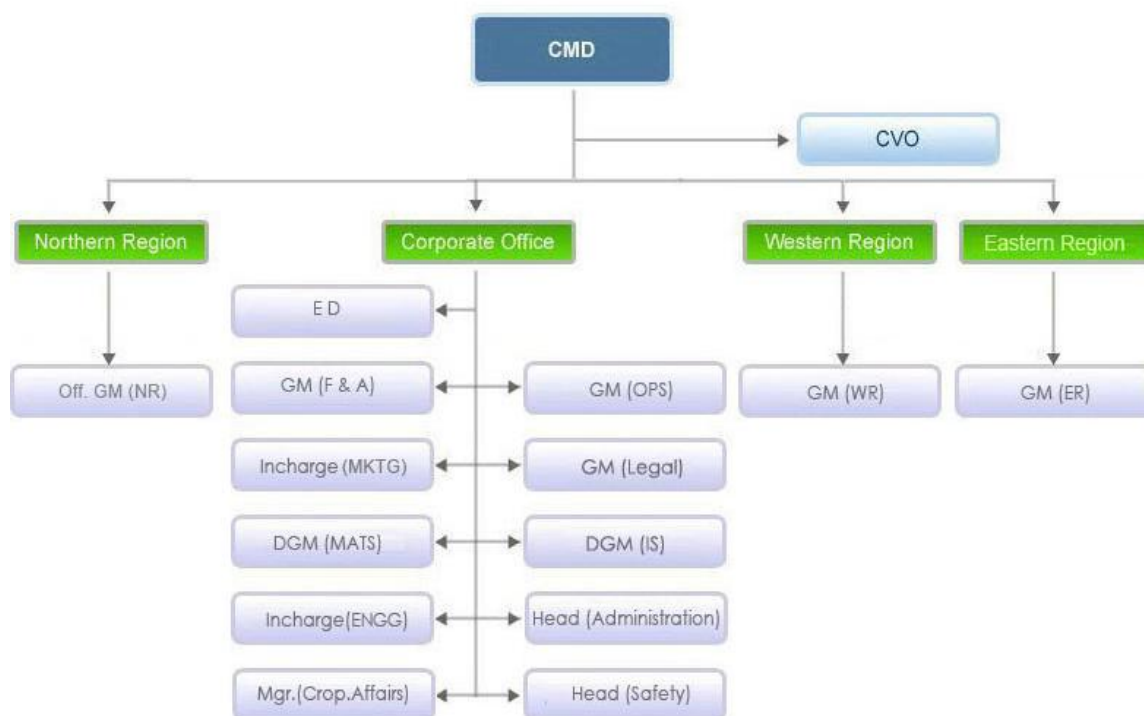 CMD
CVO
Northern Region
Corporate Office
Western Region
Eastern Region
E D
Off. GM (NR)
GM (F & A)
GM (OPS)
GM (WR)
GM (ER)
Incharge (MKTG)
GM (Legal)
DGM (MATS)
DGM (IS)
Incharge(ENGG)
Head (Administration)
Mgr.(Crop.Affairs)
Head (Safety)